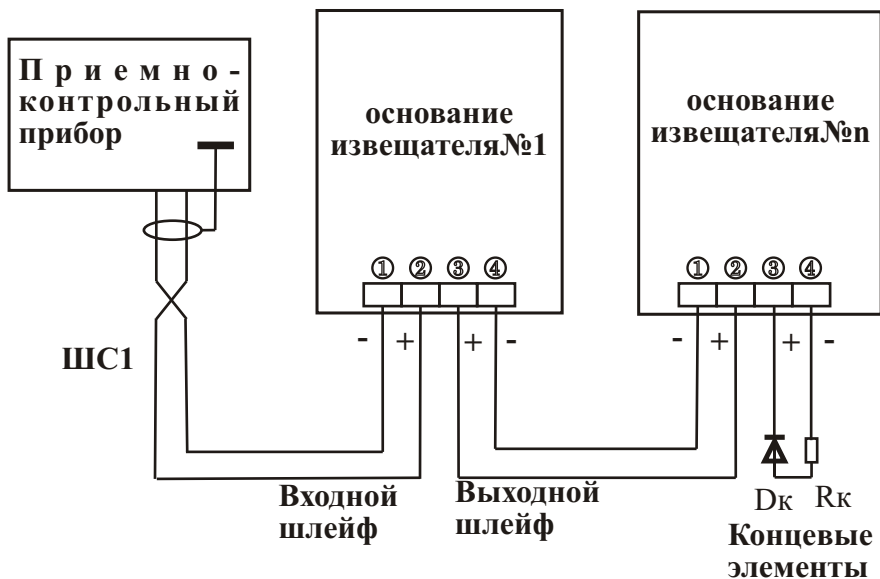 Приемно-
контрольный
прибор
основание
извещателя№1
основание
извещателя№n
① ② ③ ④
① ② ③ ④
- + + -
- + + -
ШС1
Входной
шлейф
Выходной
шлейф
Dк Rк
Концевые
элементы